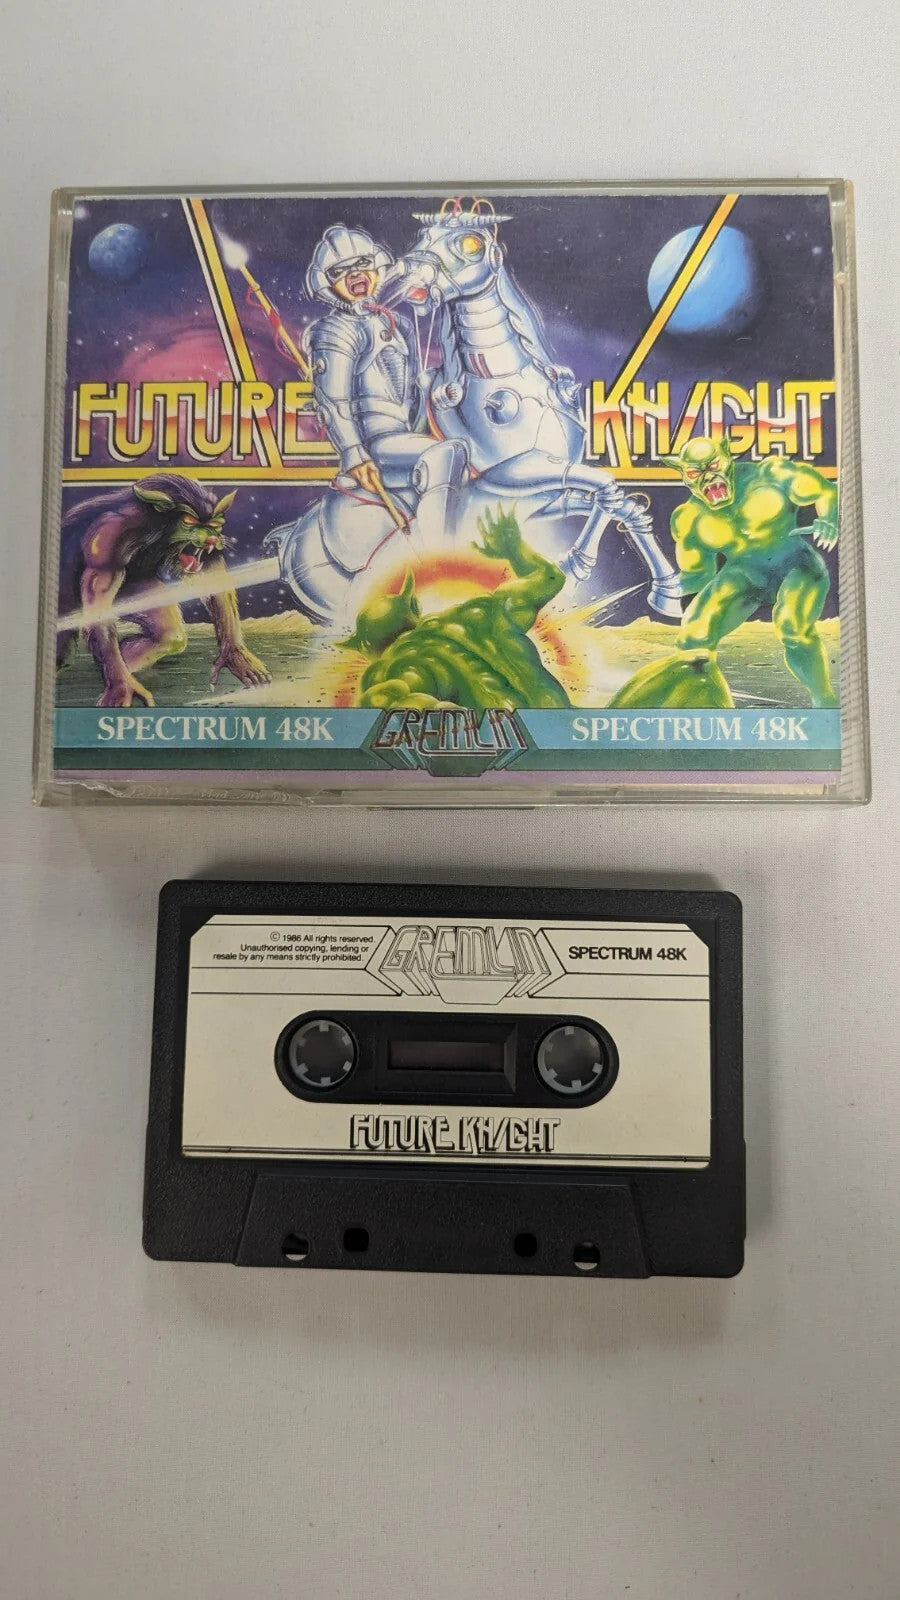 FUTURE KNIGHT
SPECTRUM 48K GREMLIN SPECTRUM 48K
© 1986 All rights reserved.
Unauthorised copying, lending or
resale by any means strictly prohibited.
GREMLIN
SPECTRUM 48K
FUTURE KNIGHT